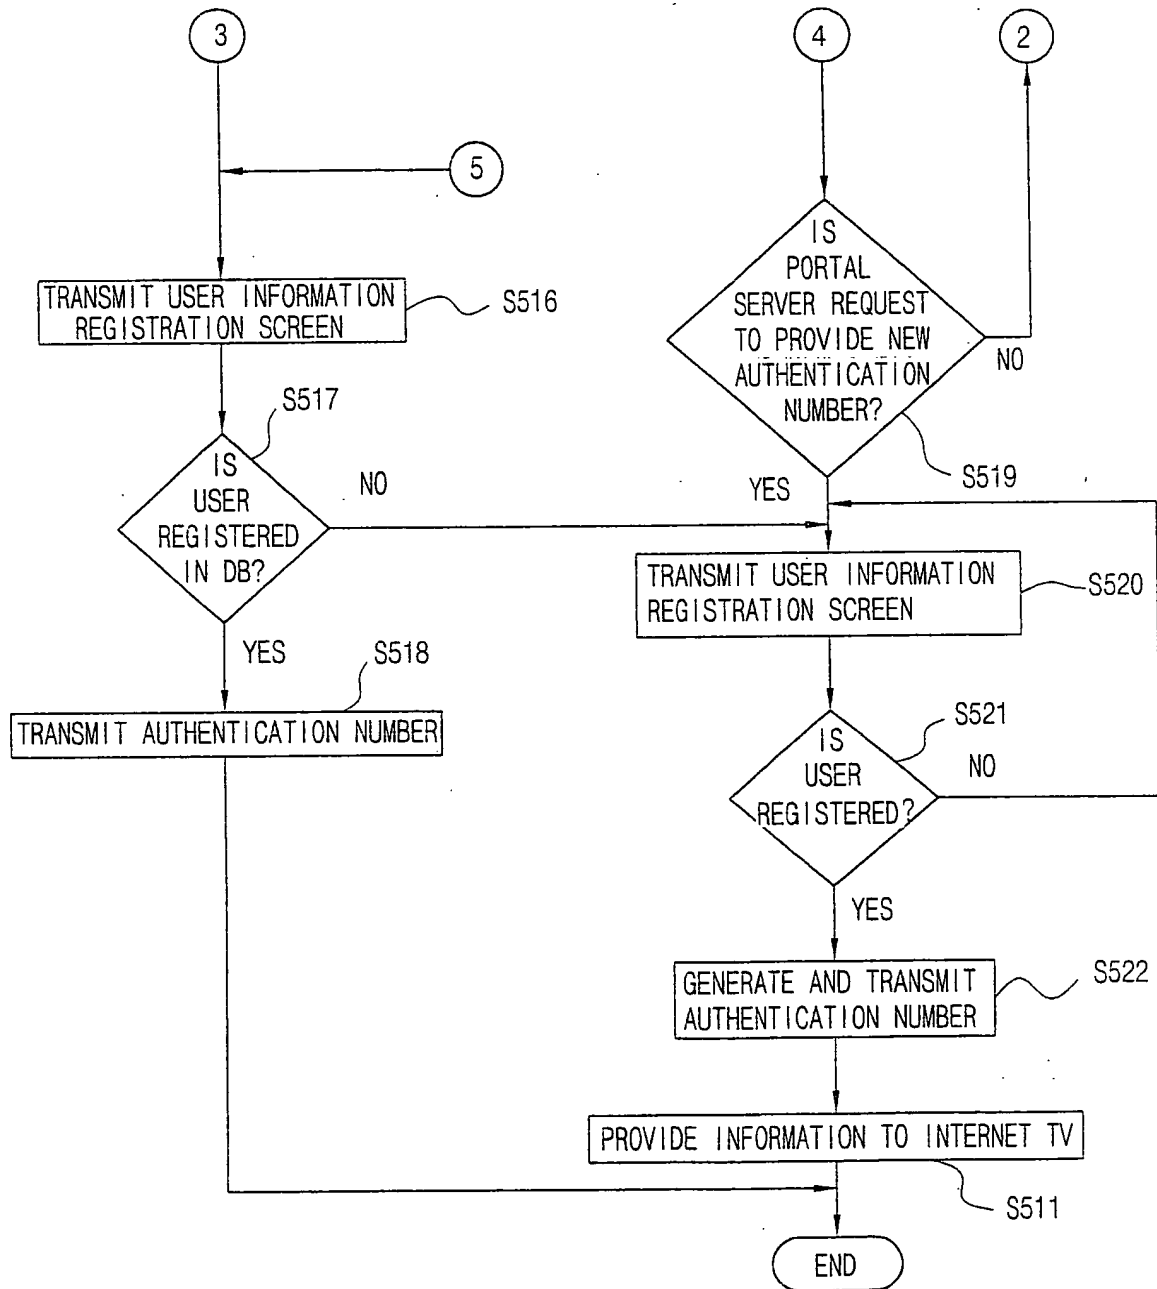 3
4
2
5
TRANSMIT USER INFORMATION
REGISTRATION SCREEN
S516
IS
PORTAL
SERVER REQUEST
TO PROVIDE NEW
AUTHENTICATION
NUMBER?
NO
S519
YES
S517
IS
USER
REGISTERED
IN DB?
NO
YES
S518
TRANSMIT AUTHENTICATION NUMBER
TRANSMIT USER INFORMATION
REGISTRATION SCREEN
S520
S521
IS
USER
REGISTERED?
NO
YES
GENERATE AND TRANSMIT
AUTHENTICATION NUMBER
S522
PROVIDE INFORMATION TO INTERNET TV
S511
END